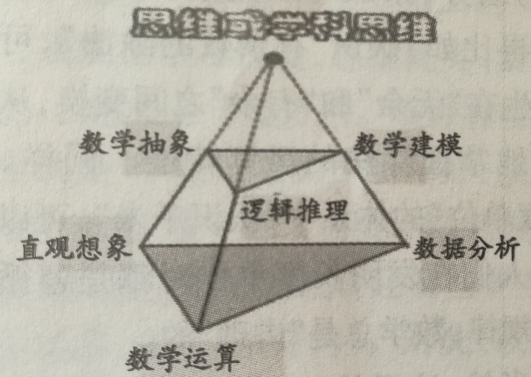 思维或学科思维
数学抽象
数学建模
逻辑推理
直观想象
数据分析
数学运算